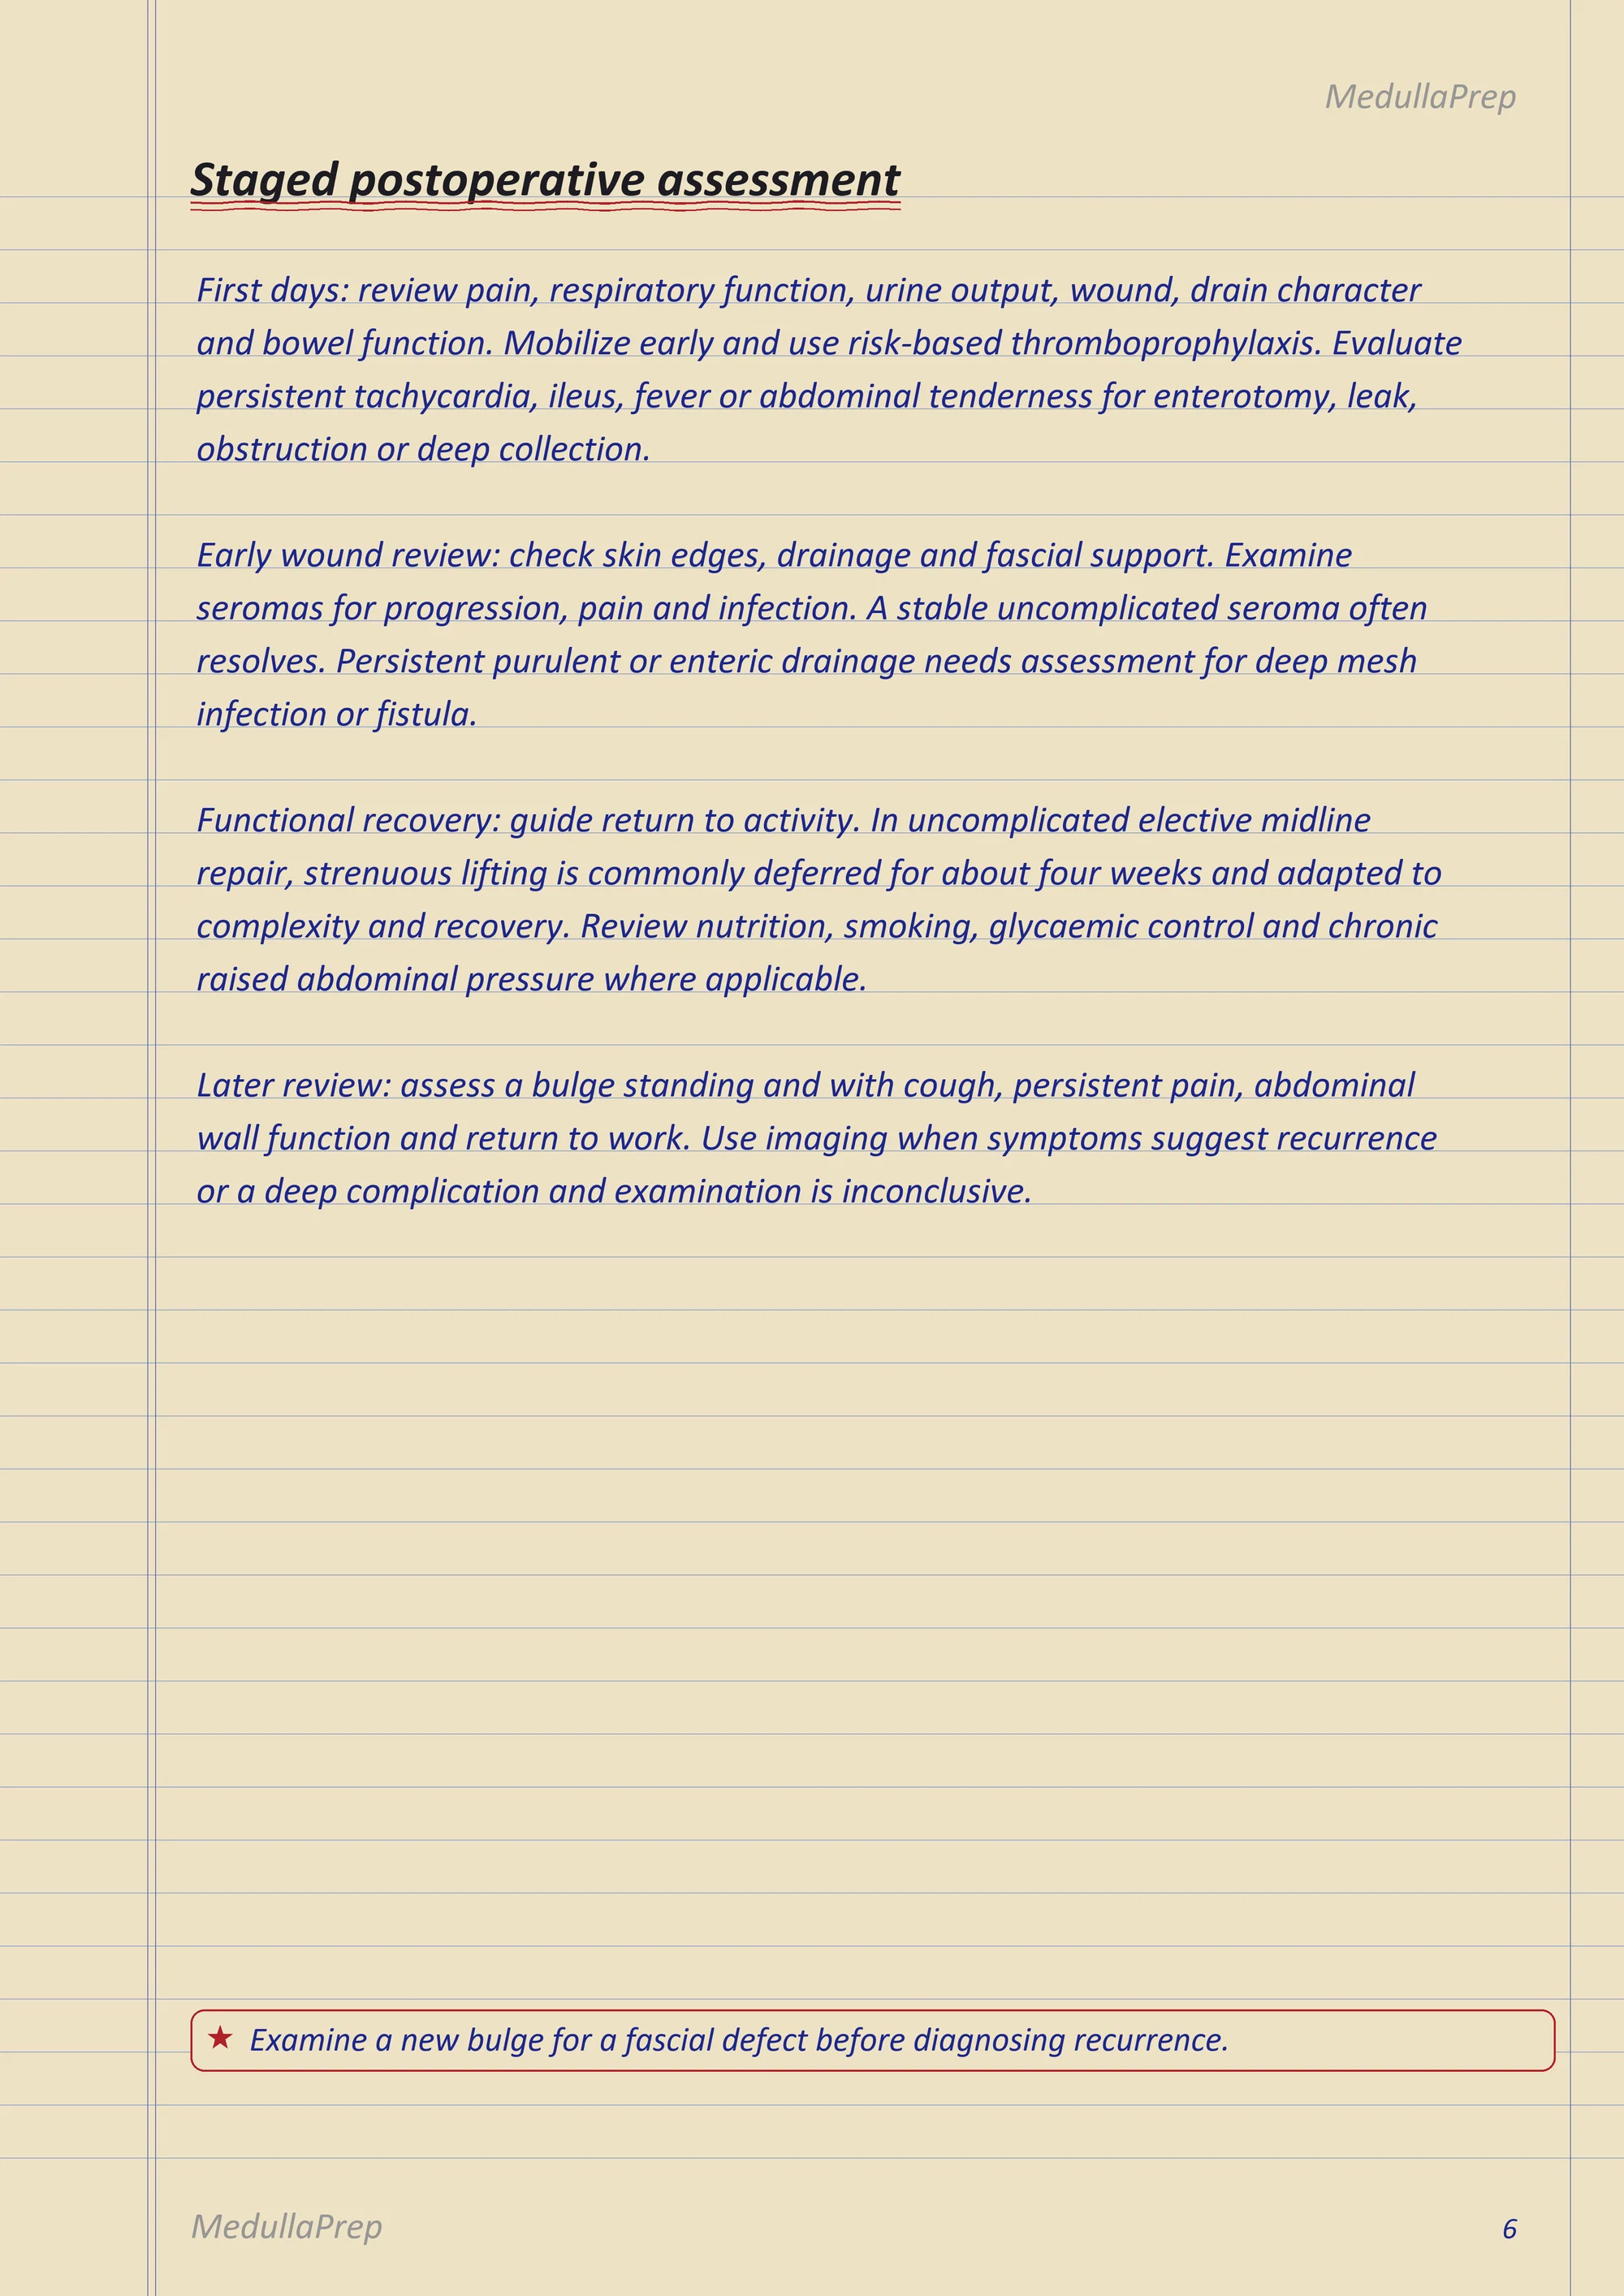 MedullaPrep
Staged postoperative assessment
First days: review pain, respiratory function, urine output, wound, drain character
and bowel function. Mobilize early and use risk-based thromboprophylaxis. Evaluate
persistent tachycardia, ileus, fever or abdominal tenderness for enterotomy, leak,
obstruction or deep collection.
Early wound review: check skin edges, drainage and fascial support. Examine
seromas for progression, pain and infection. A stable uncomplicated seroma often
resolves. Persistent purulent or enteric drainage needs assessment for deep mesh
infection or fistula.
Functional recovery: guide return to activity. In uncomplicated elective midline
repair, strenuous lifting is commonly deferred for about four weeks and adapted to
complexity and recovery. Review nutrition, smoking, glycaemic control and chronic
raised abdominal pressure where applicable.
Later review: assess a bulge standing and with cough, persistent pain, abdominal
wall function and return to work. Use imaging when symptoms suggest recurrence
or a deep complication and examination is inconclusive.
★ Examine a new bulge for a fascial defect before diagnosing recurrence.
MedullaPrep
6